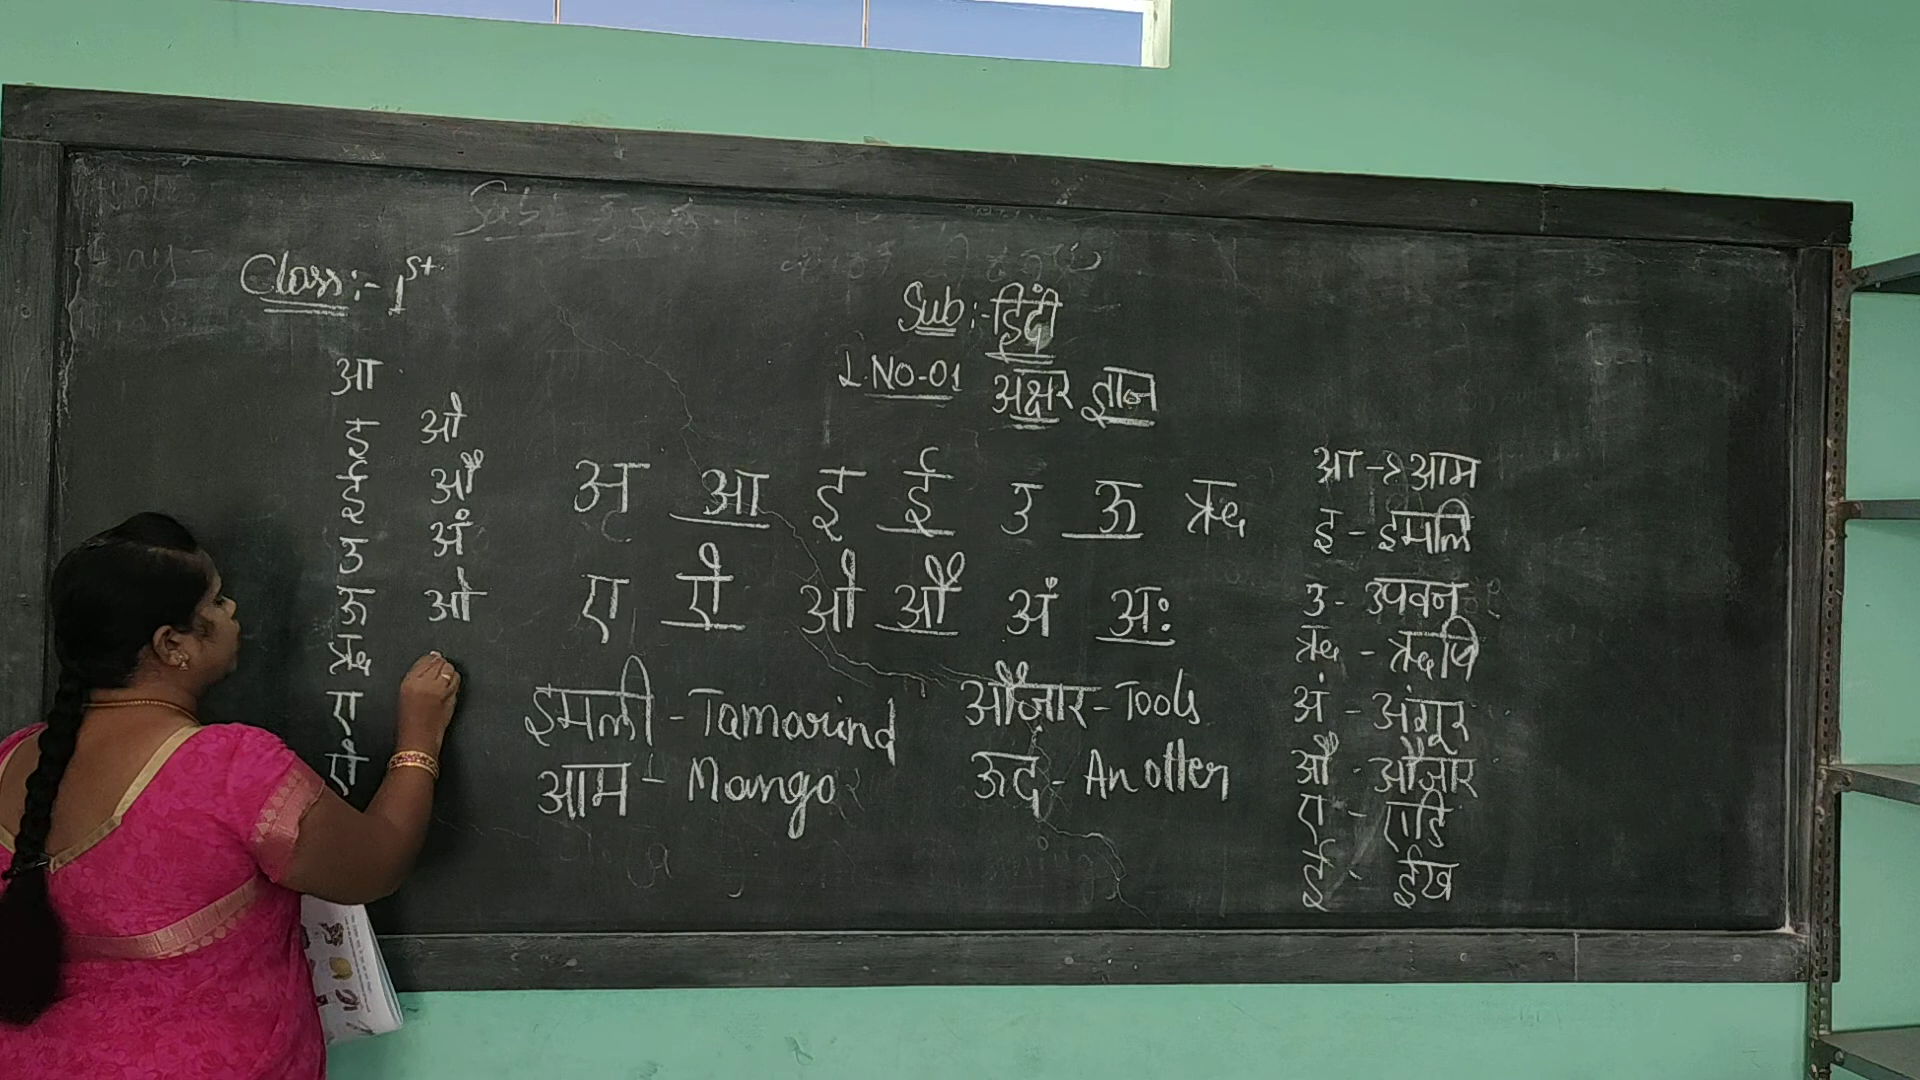 Class:- 1st.
Sub:- हिंदी
L.NO-01 अक्षर ज्ञान
आ
इ
ई
उ
ऊ
ऋ
ए
ऐ
ओ
औ
अं
ओ
अ आ इ ई उ ऊ ऋ
ए ऐ ओ औ अं अः
इमली - Tamarind
आम - Mango
औज़ार - Tools
ऊद - An otter
आ → आम
इ - इमलि
उ - उपवन
ऋ - ऋषि
अं - अंगूर
औ - औज़ार
ए - एडि
ई - ईख